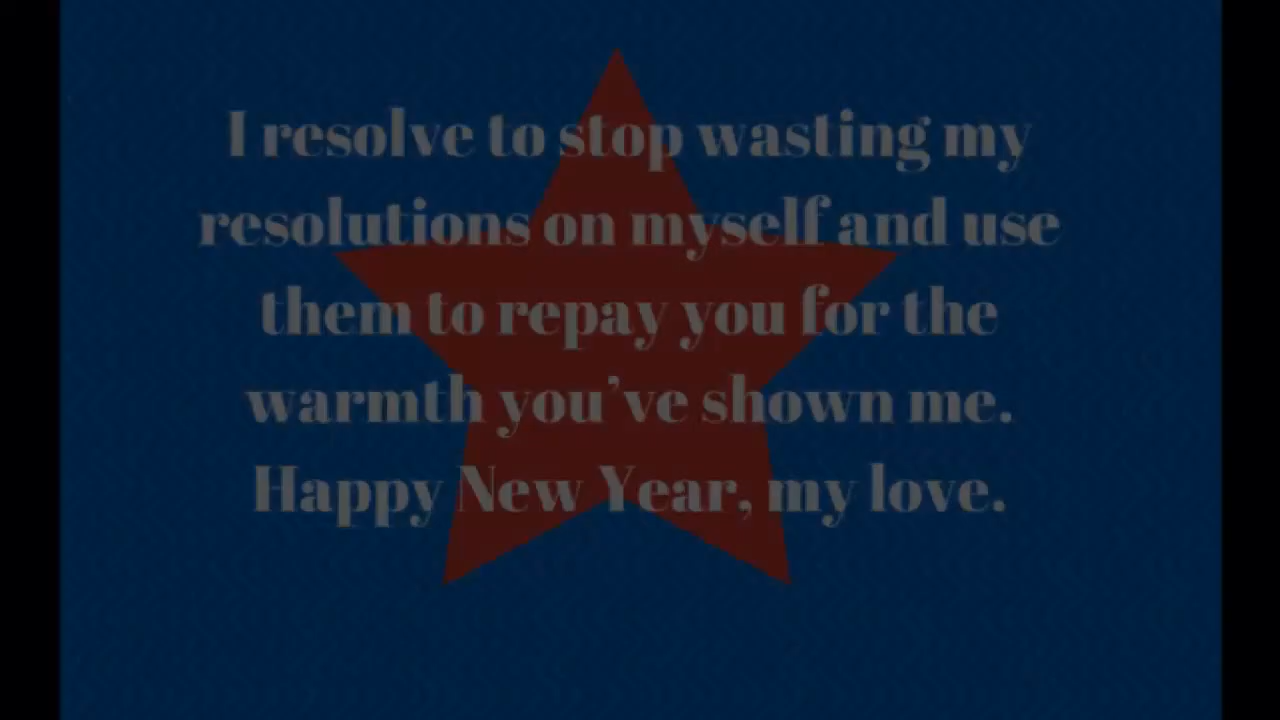 I resolve to stop wasting my
resolutions on myself and use
them to repay you for the
warmth you’ve shown me.
Happy New Year, my love.